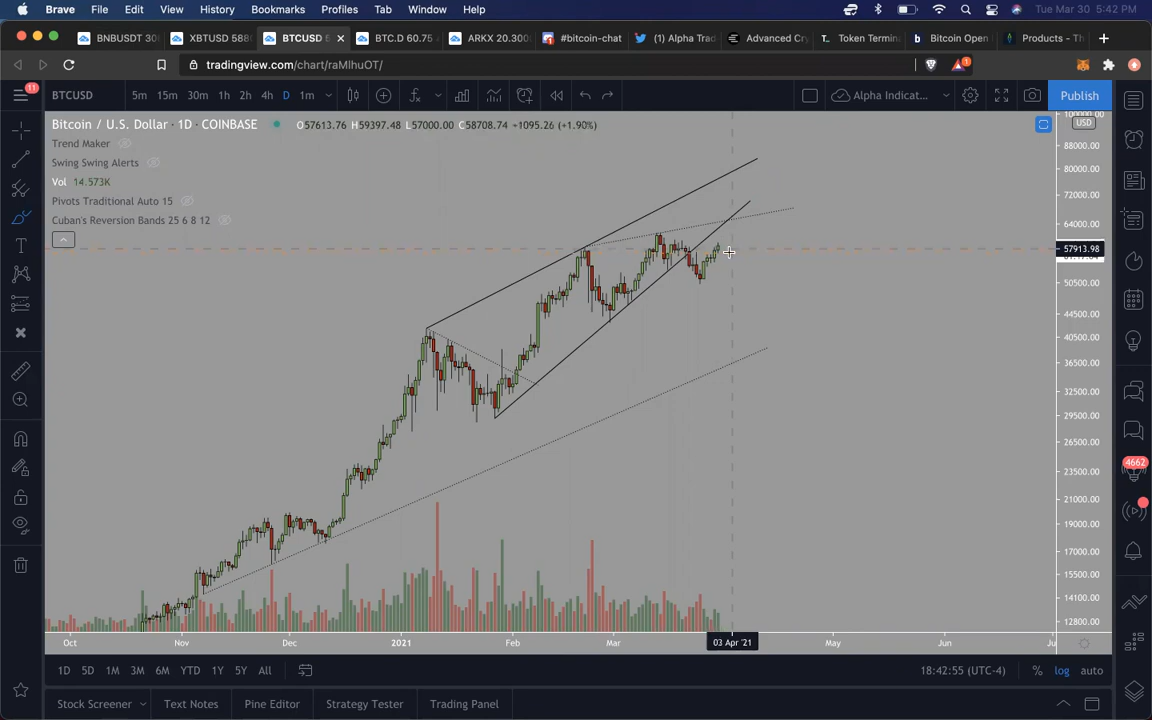 Brave File Edit View History Bookmarks Profiles Tab Window Help Tue Mar 30 5:42 PM
BNBUSDT 30 XBTUSD 588 BTCUSD 5 BTC.D 60.75 ARKX 20.300 #bitcoin-chat (1) Alpha Trad Advanced Cry Token Termina Bitcoin Open Products - Th
tradingview.com/chart/raMlhuOT/ 1
11 BTCUSD 5m 15m 30m 1h 2h 4h D 1m Alpha Indicat... Publish
Bitcoin / U.S. Dollar · 1D · COINBASE O57613.76 H59397.48 L57000.00 C58708.74 +1095.26 (+1.90%)
USD
Trend Maker
Swing Swing Alerts
Vol 14.573K
Pivots Traditional Auto 15
Cuban's Reversion Bands 25 6 8 12
100000.00
88000.00
80000.00
72000.00
64000.00
57913.98
50500.00
44500.00
40500.00
36500.00
32500.00
29500.00
26500.00
23500.00
21000.00
19000.00
17000.00
15500.00
14100.00
12800.00
4662
Oct Nov Dec 2021 Feb Mar 03 Apr '21 May Jun Ju
1D 5D 1M 3M 6M YTD 1Y 5Y All 18:42:55 (UTC-4) % log auto
Stock Screener Text Notes Pine Editor Strategy Tester Trading Panel